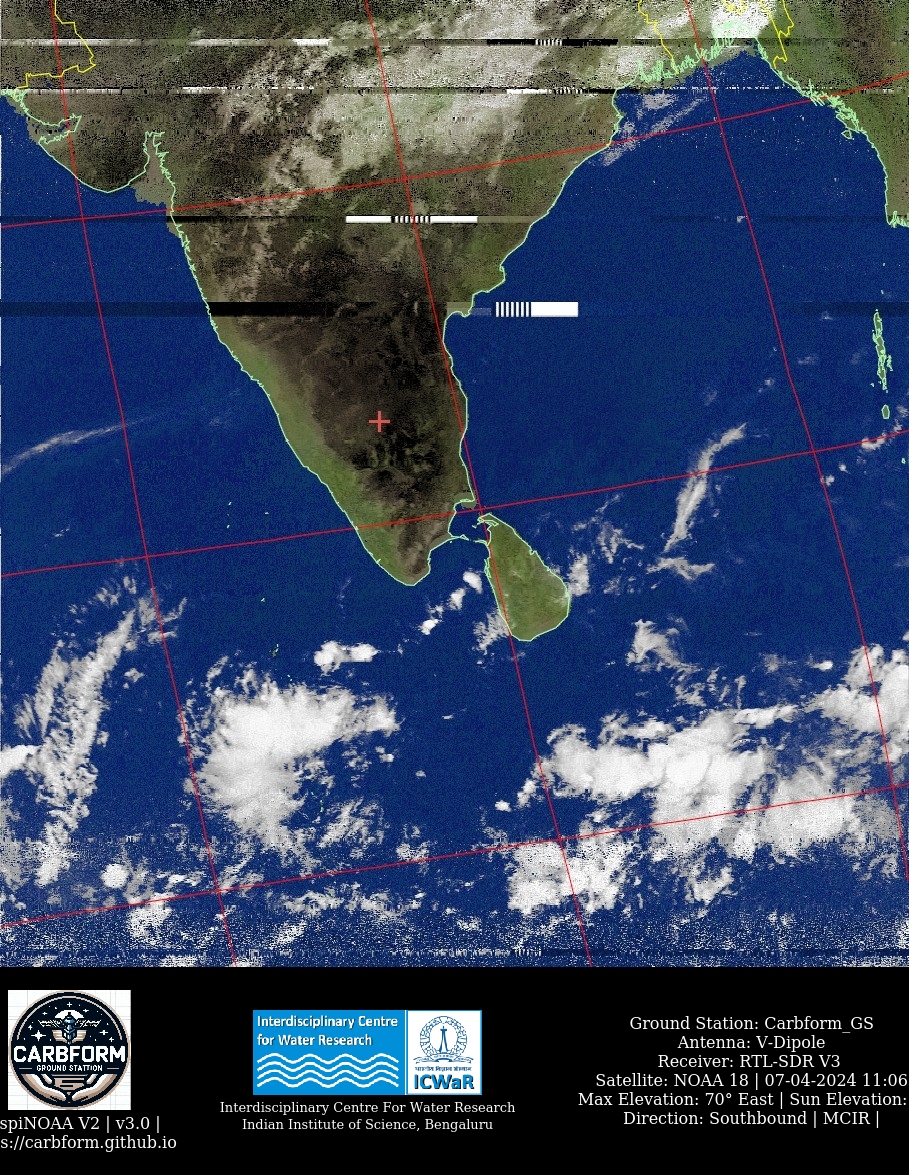 CARBFORM
GROUND STATION
spiNOAA V2 | v3.0 |
s://carbform.github.io
Interdisciplinary Centre
for Water Research
ICWaR
Interdisciplinary Centre For Water Research
Indian Institute of Science, Bengaluru
Ground Station: Carbform_GS
Antenna: V-Dipole
Receiver: RTL-SDR V3
Satellite: NOAA 18 | 07-04-2024 11:06
Max Elevation: 70° East | Sun Elevation:
Direction: Southbound | MCIR |